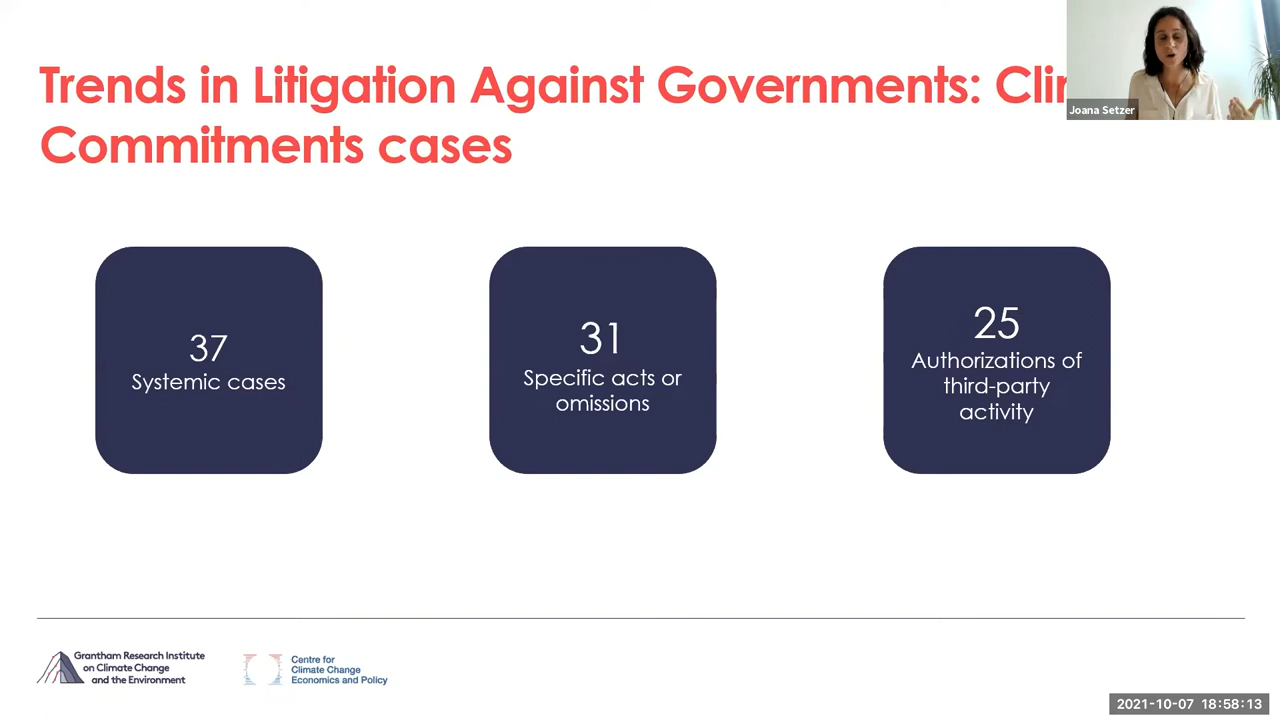 Trends in Litigation Against Governments:
Commitments cases
Joana Setzer
37
Systemic cases
31
Specific acts or
omissions
25
Authorizations of
third-party
activity
Grantham Research Institute
on Climate Change
and the Environment
Centre for
Climate Change
Economics and Policy
2021-10-07 18:58:13